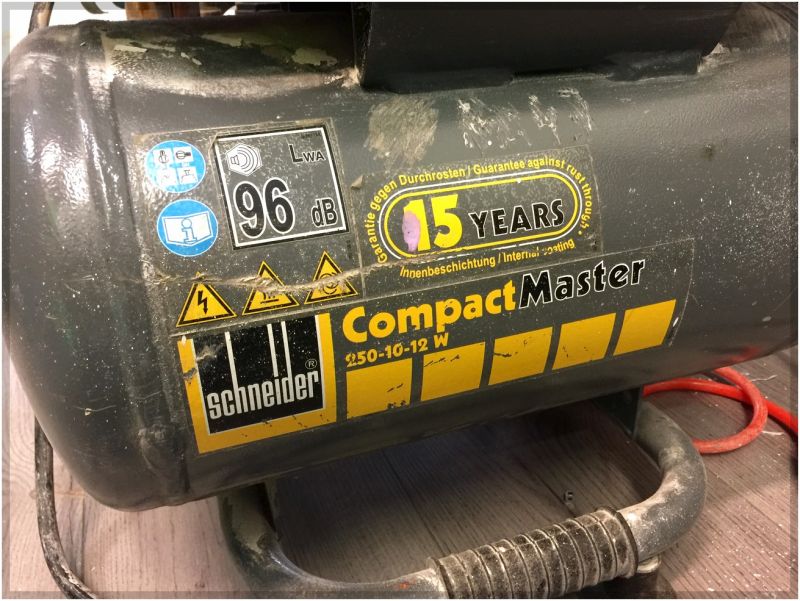 LWA
96 dB
Garantie gegen Durchrosten / Guarantee against rust through •
15 YEARS
Innenbeschichtung / Internal coating
CompactMaster
250-10-12 W
schneider®